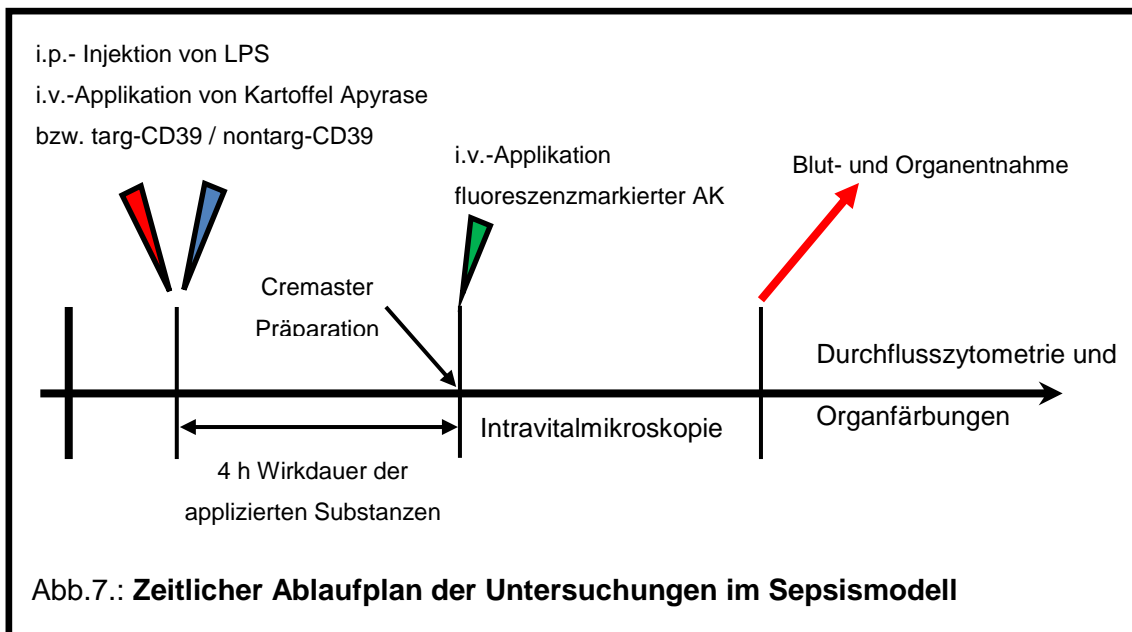 i.p.- Injektion von LPS
i.v.-Applikation von Kartoffel Apyrase
bzw. targ-CD39 / nontarg-CD39
i.v.-Applikation
fluoreszenzmarkierter AK
Blut- und Organentnahme
Cremaster
Präparation
Durchflusszytometrie und
Organfärbungen
Intravitalmikroskopie
4 h Wirkdauer der
applizierten Substanzen
Abb.7.: Zeitlicher Ablaufplan der Untersuchungen im Sepsismodell